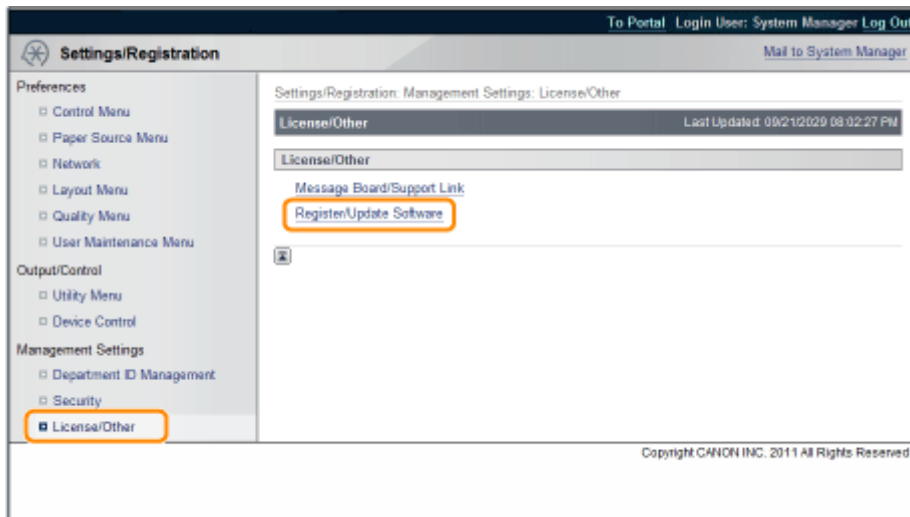 To Portal Login User: System Manager Log Out
Settings/Registration
Mail to System Manager
Preferences
Control Menu
Paper Source Menu
Network
Layout Menu
Quality Menu
User Maintenance Menu
Output/Control
Utility Menu
Device Control
Management Settings
Department ID Management
Security
License/Other
Settings/Registration: Management Settings: License/Other
License/Other
Last Updated: 09/21/2029 08:02:27 PM
License/Other
Message Board/Support Link
Register/Update Software
Copyright CANON INC. 2011 All Rights Reserved